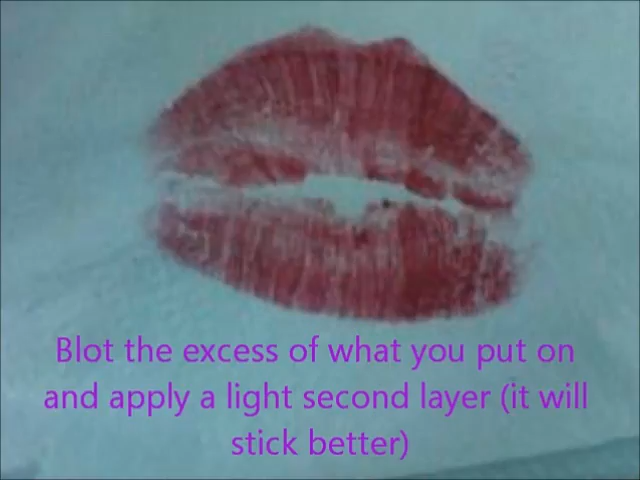 Blot the excess of what you put on
and apply a light second layer (it will
stick better)